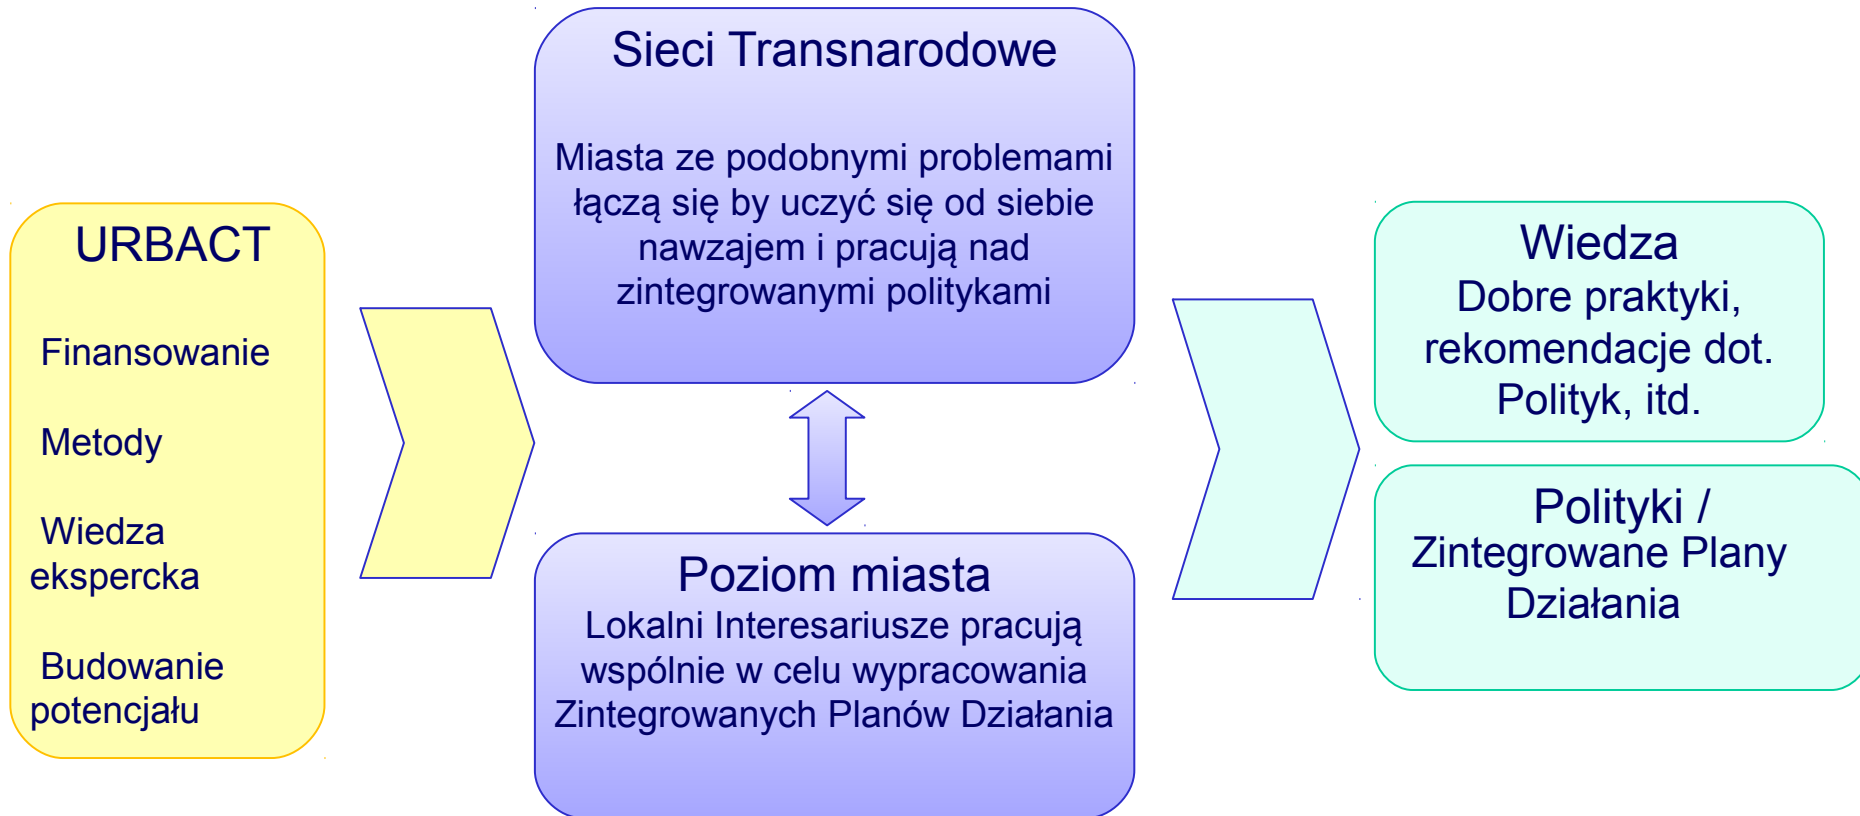 URBACT
Finansowanie
Metody
Wiedza
ekspercka
Budowanie
potencjału
Sieci Transnarodowe
Miasta ze podobnymi problemami
łączą się by uczyć się od siebie
nawzajem i pracują nad
zintegrowanymi politykami
Poziom miasta
Lokalni Interesariusze pracują
wspólnie w celu wypracowania
Zintegrowanych Planów Działania
Wiedza
Dobre praktyki,
rekomendacje dot.
Polityk, itd.
Polityki /
Zintegrowane Plany
Działania